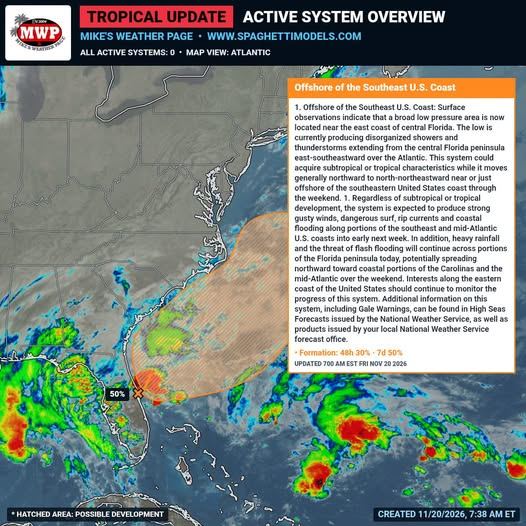 EST 2004
MWP
MIKE'S WEATHER PAGE
TROPICAL UPDATE ACTIVE SYSTEM OVERVIEW
MIKE'S WEATHER PAGE • WWW.SPAGHETTIMODELS.COM
ALL ACTIVE SYSTEMS: 0 • MAP VIEW: ATLANTIC
Offshore of the Southeast U.S. Coast
1. Offshore of the Southeast U.S. Coast: Surface
observations indicate that a broad low pressure area is now
located near the east coast of central Florida. The low is
currently producing disorganized showers and
thunderstorms extending from the central Florida peninsula
east-southeastward over the Atlantic. This system could
acquire subtropical or tropical characteristics while it moves
generally northward to north-northeastward near or just
offshore of the southeastern United States coast through
the weekend. 1. Regardless of subtropical or tropical
development, the system is expected to produce strong
gusty winds, dangerous surf, rip currents and coastal
flooding along portions of the southeast and mid-Atlantic
U.S. coasts into early next week. In addition, heavy rainfall
and the threat of flash flooding will continue across portions
of the Florida peninsula today, potentially spreading
northward toward coastal portions of the Carolinas and the
mid-Atlantic over the weekend. Interests along the eastern
coast of the United States should continue to monitor the
progress of this system. Additional information on this
system, including Gale Warnings, can be found in High Seas
Forecasts issued by the National Weather Service, as well as
products issued by your local National Weather Service
forecast office.
• Formation: 48h 30% · 7d 50%
UPDATED 700 AM EST FRI NOV 20 2026
50%
* HATCHED AREA: POSSIBLE DEVELOPMENT
CREATED 11/20/2026, 7:38 AM ET